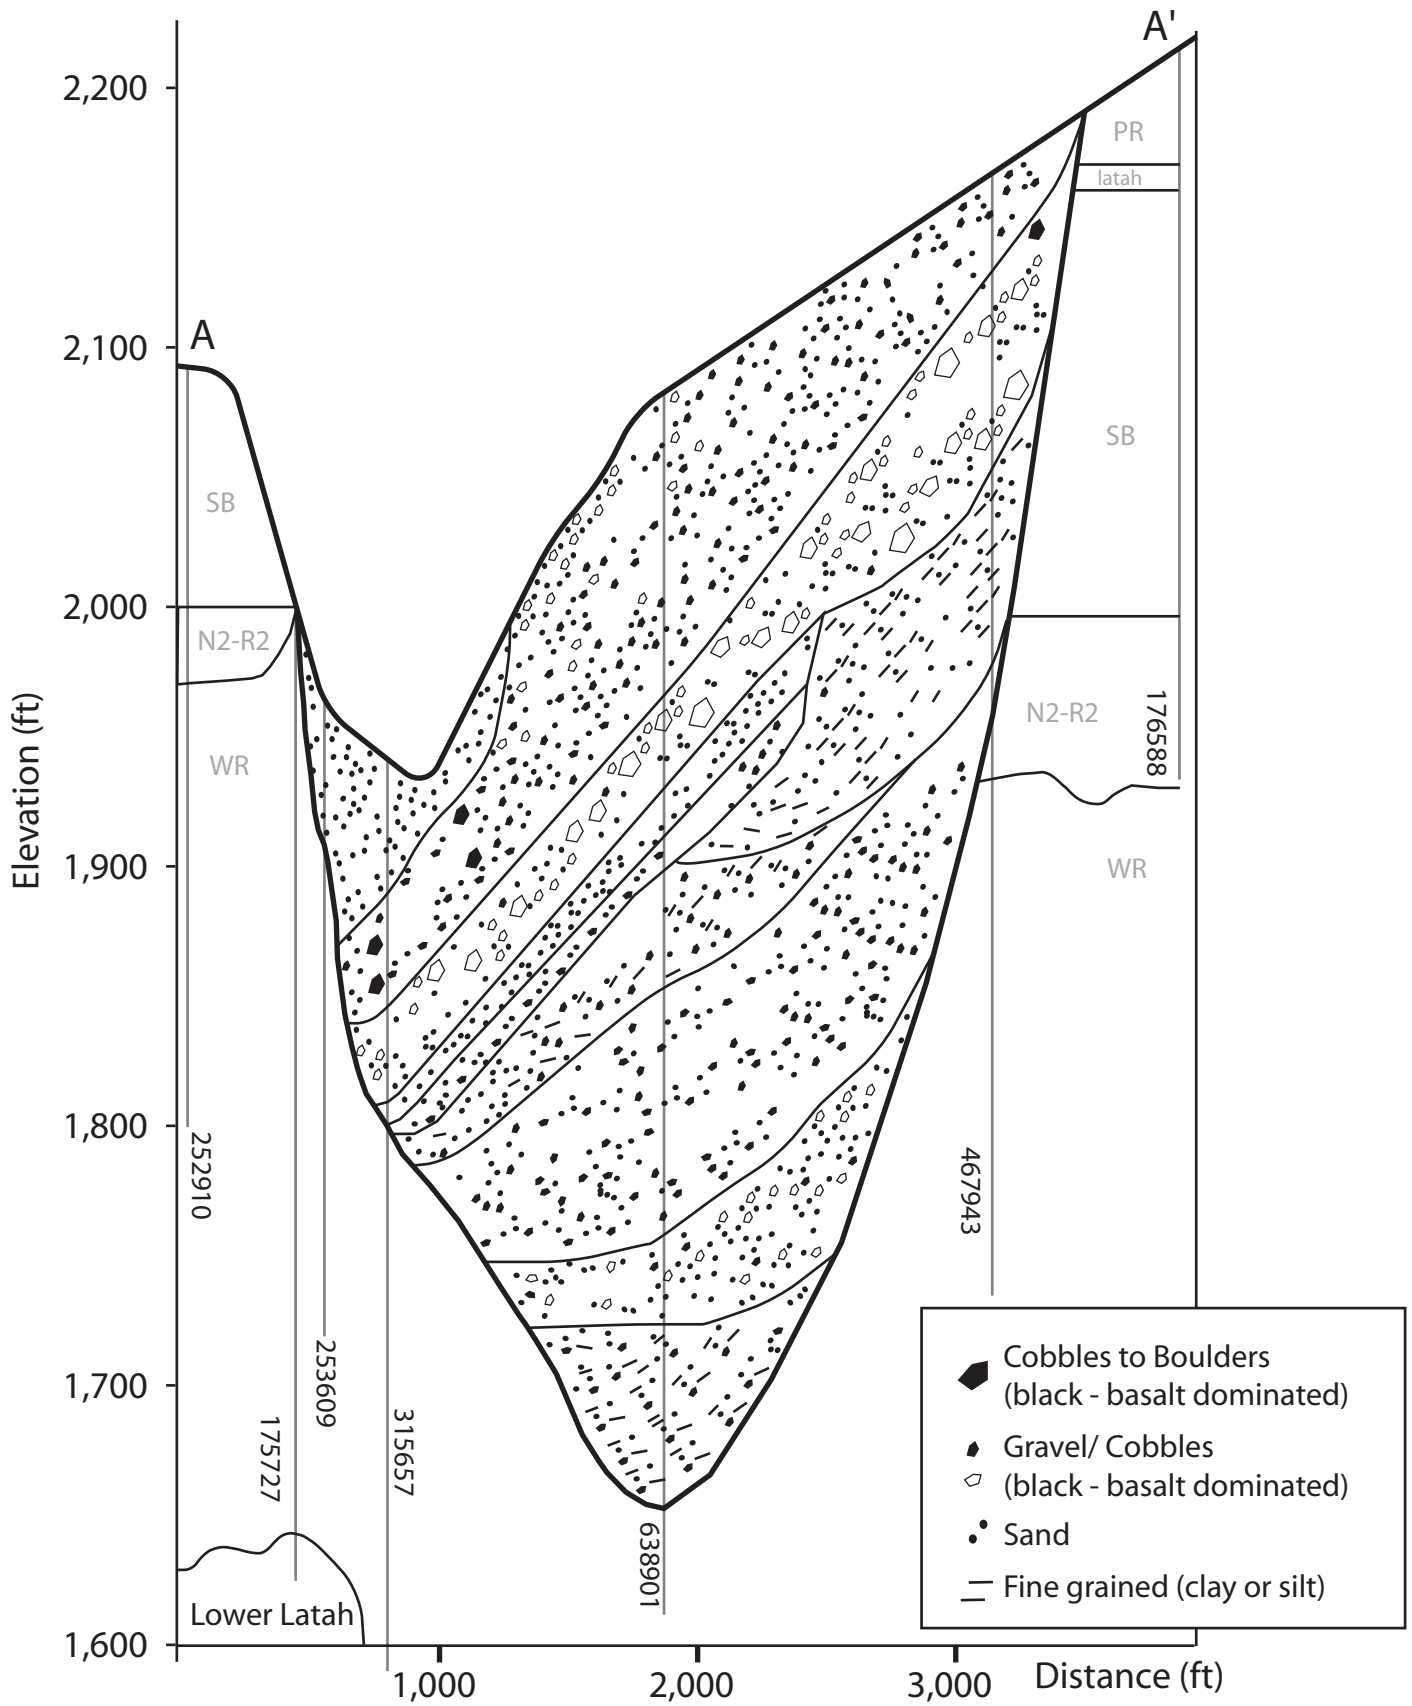 A'
2,200
PR
latah
2,100
A
SB
SB
2,000
N2-R2
N2-R2
176588
WR
Elevation (ft)
1,900
WR
1,800
252910
467943
1,700
253609
175727
315657
638901
Cobbles to Boulders
(black - basalt dominated)
Gravel/ Cobbles
(black - basalt dominated)
Sand
Fine grained (clay or silt)
Lower Latah
1,600
1,000
2,000
3,000
Distance (ft)